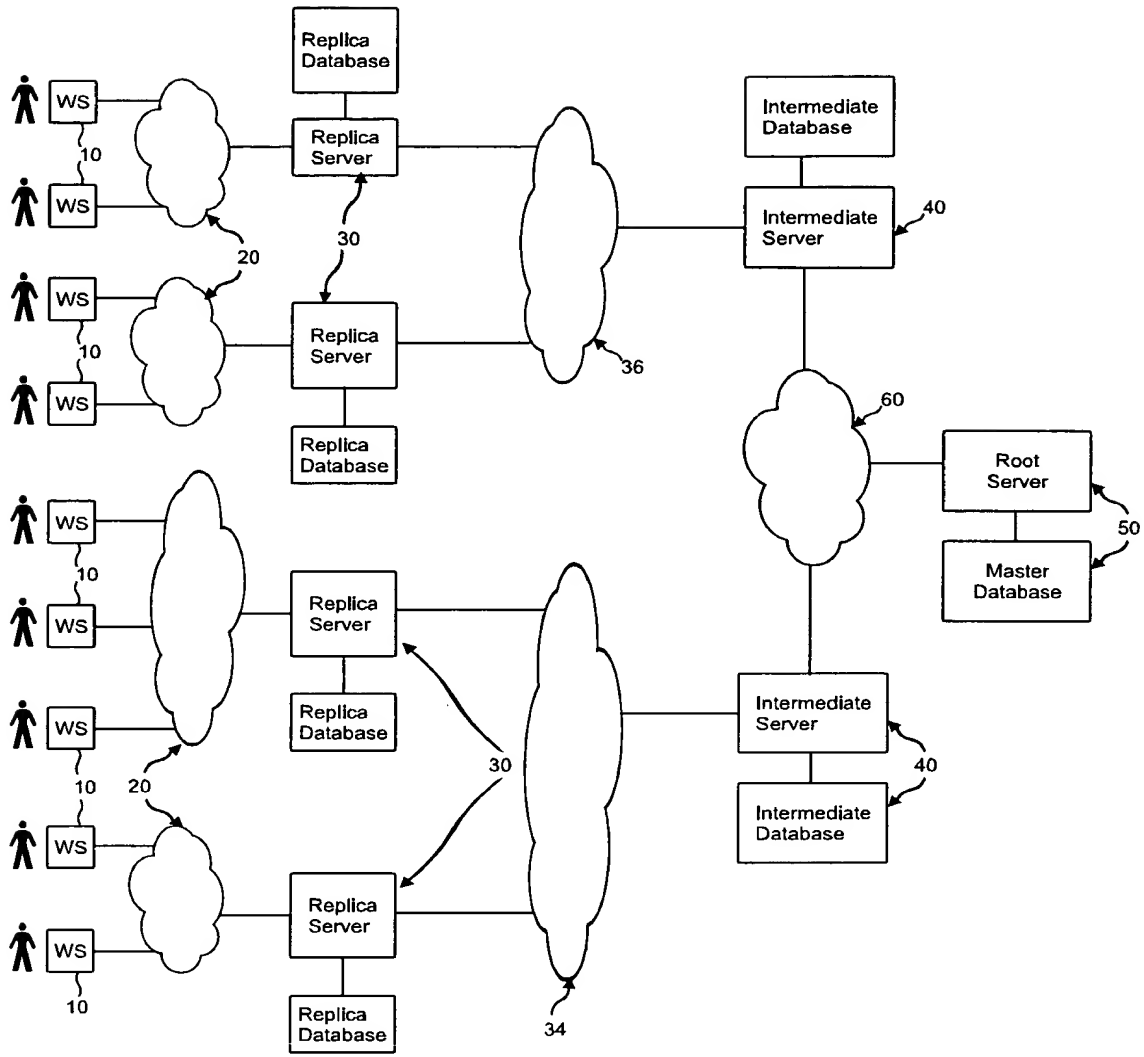 Replica
Database
WS
10
WS
20
Replica
Server
30
WS
10
WS
Replica
Server
Replica
Database
36
Intermediate
Database
Intermediate
Server
40
60
Root
Server
50
Master
Database
WS
10
WS
WS
10
20
WS
WS
10
Replica
Server
Replica
Database
30
Replica
Server
Replica
Database
34
Intermediate
Server
40
Intermediate
Database